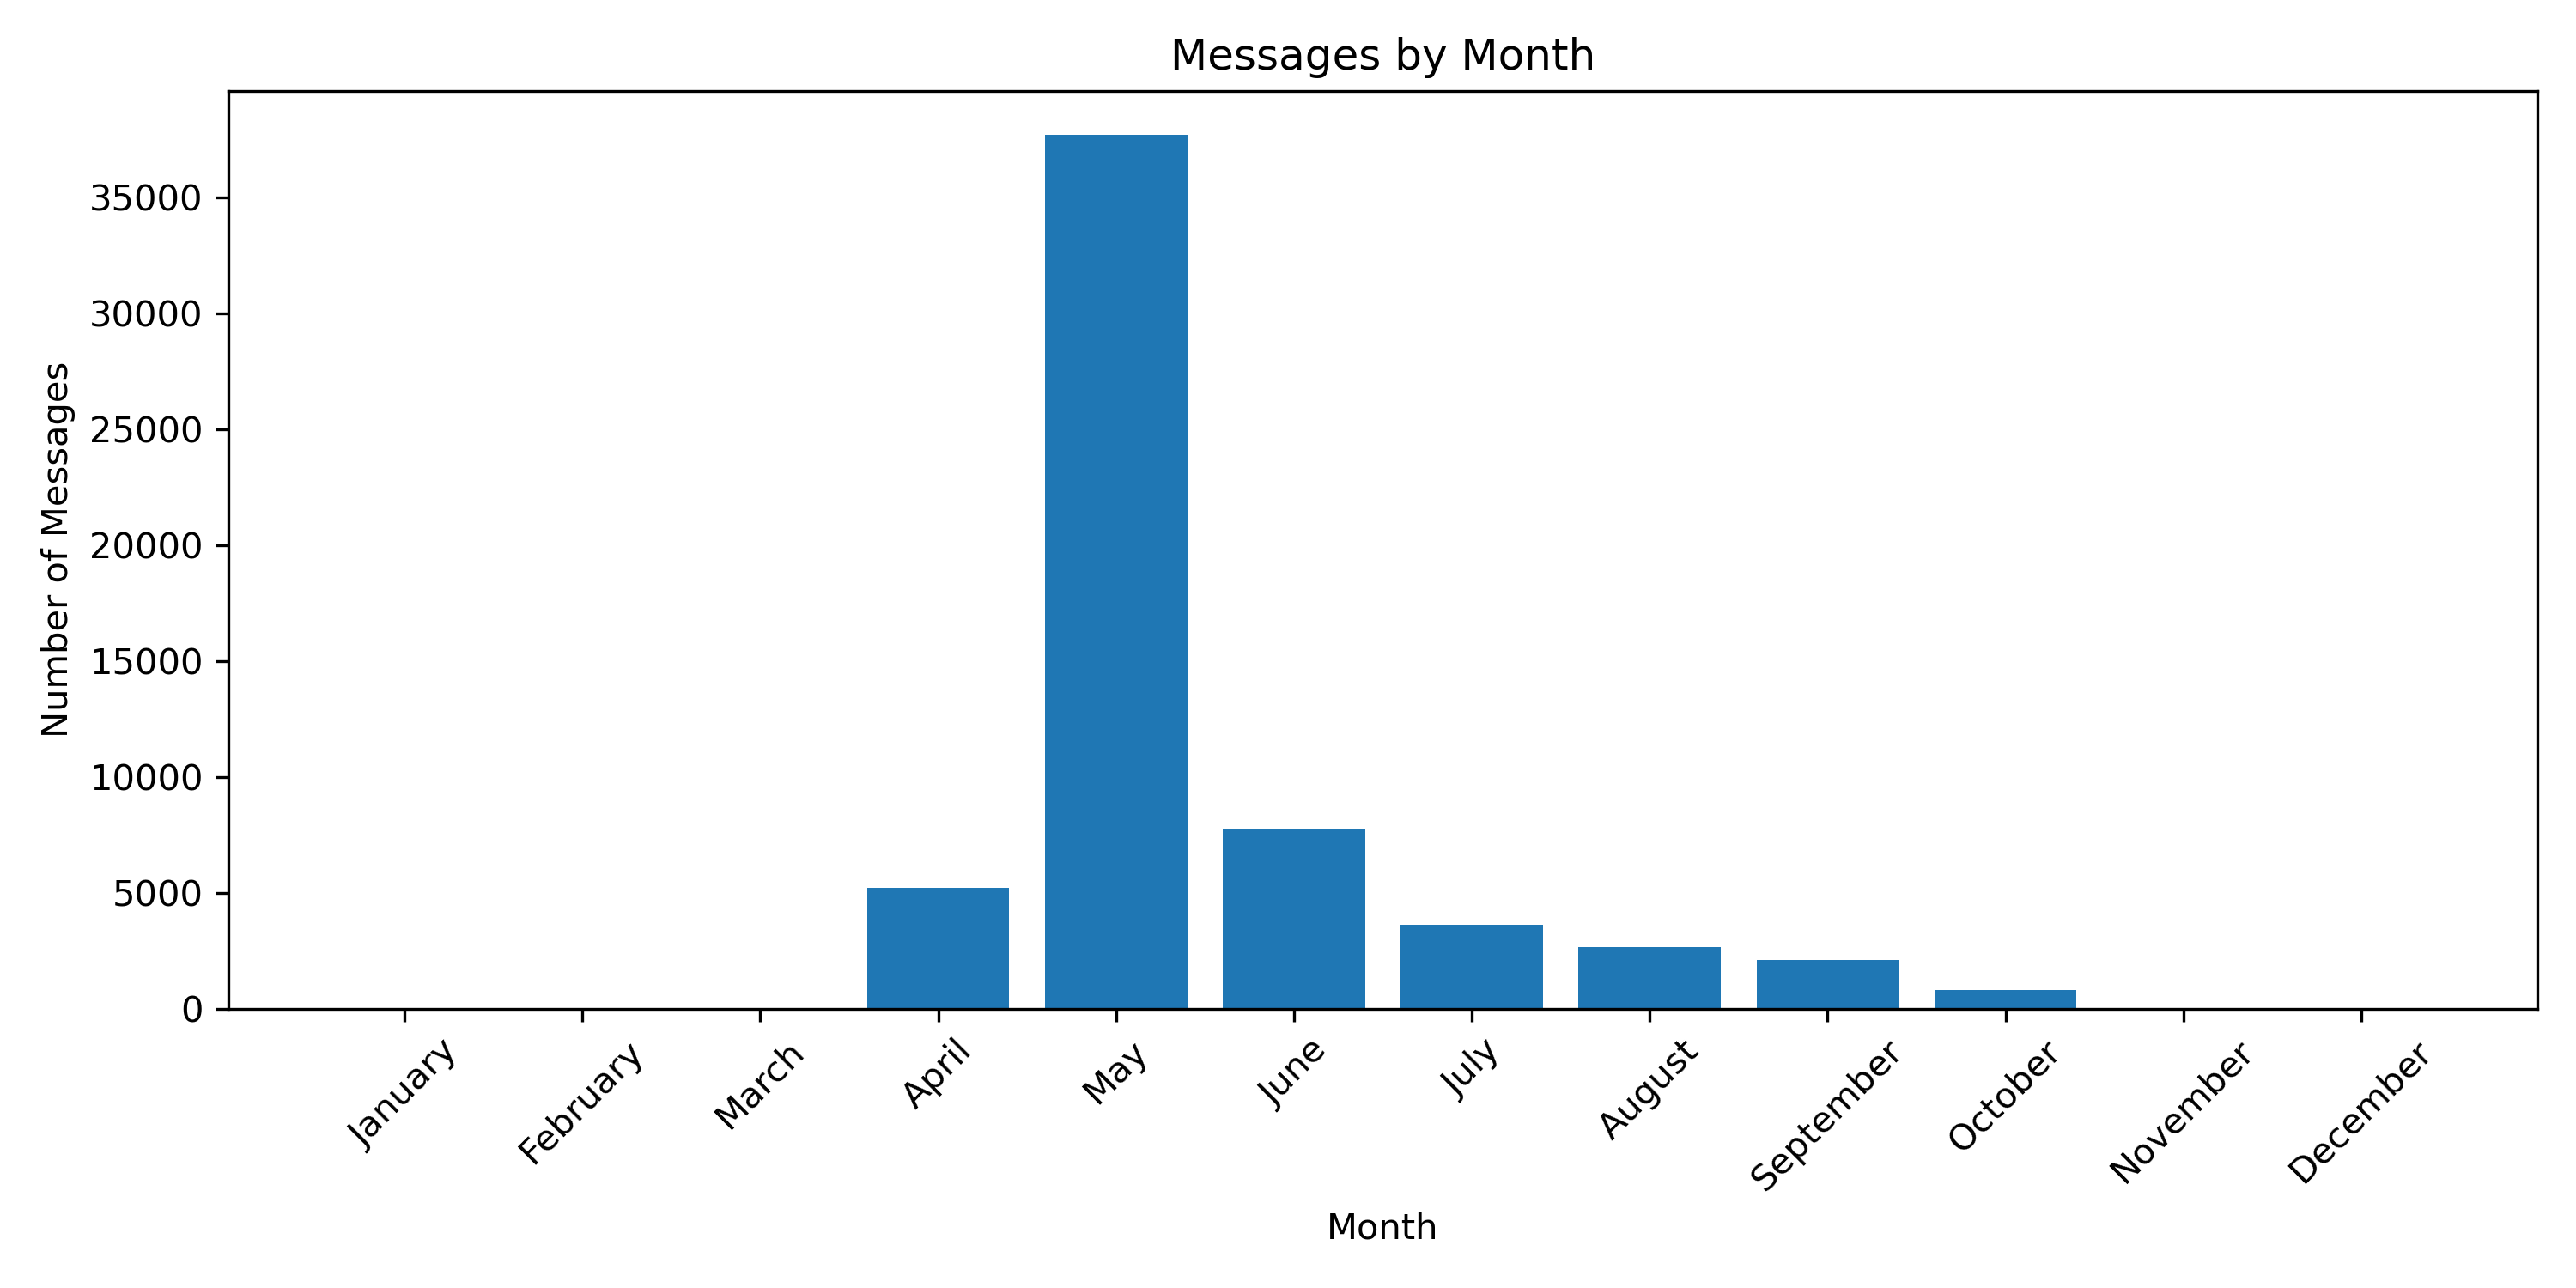 Messages by Month
Number of Messages
35000
30000
25000
20000
15000
10000
5000
0
January
February
March
April
May
June
July
August
September
October
November
December
Month